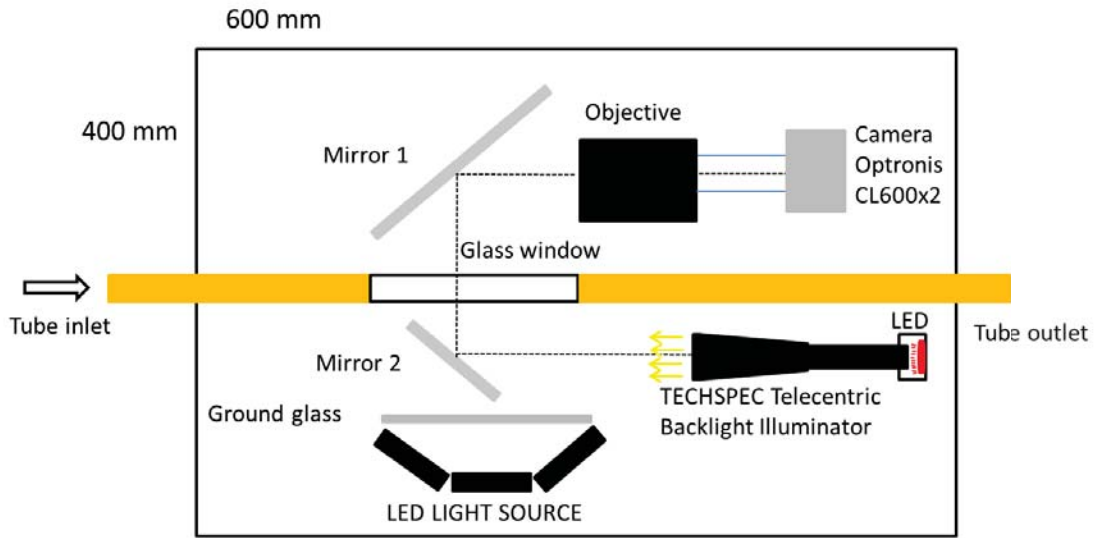 600 mm
400 mm
Objective
Camera
Optronis
CL600x2
Mirror 1
Glass window
Tube inlet
LED
Tube outlet
Mirror 2
TECHSPEC Telecentric
Backlight Illuminator
Ground glass
LED LIGHT SOURCE